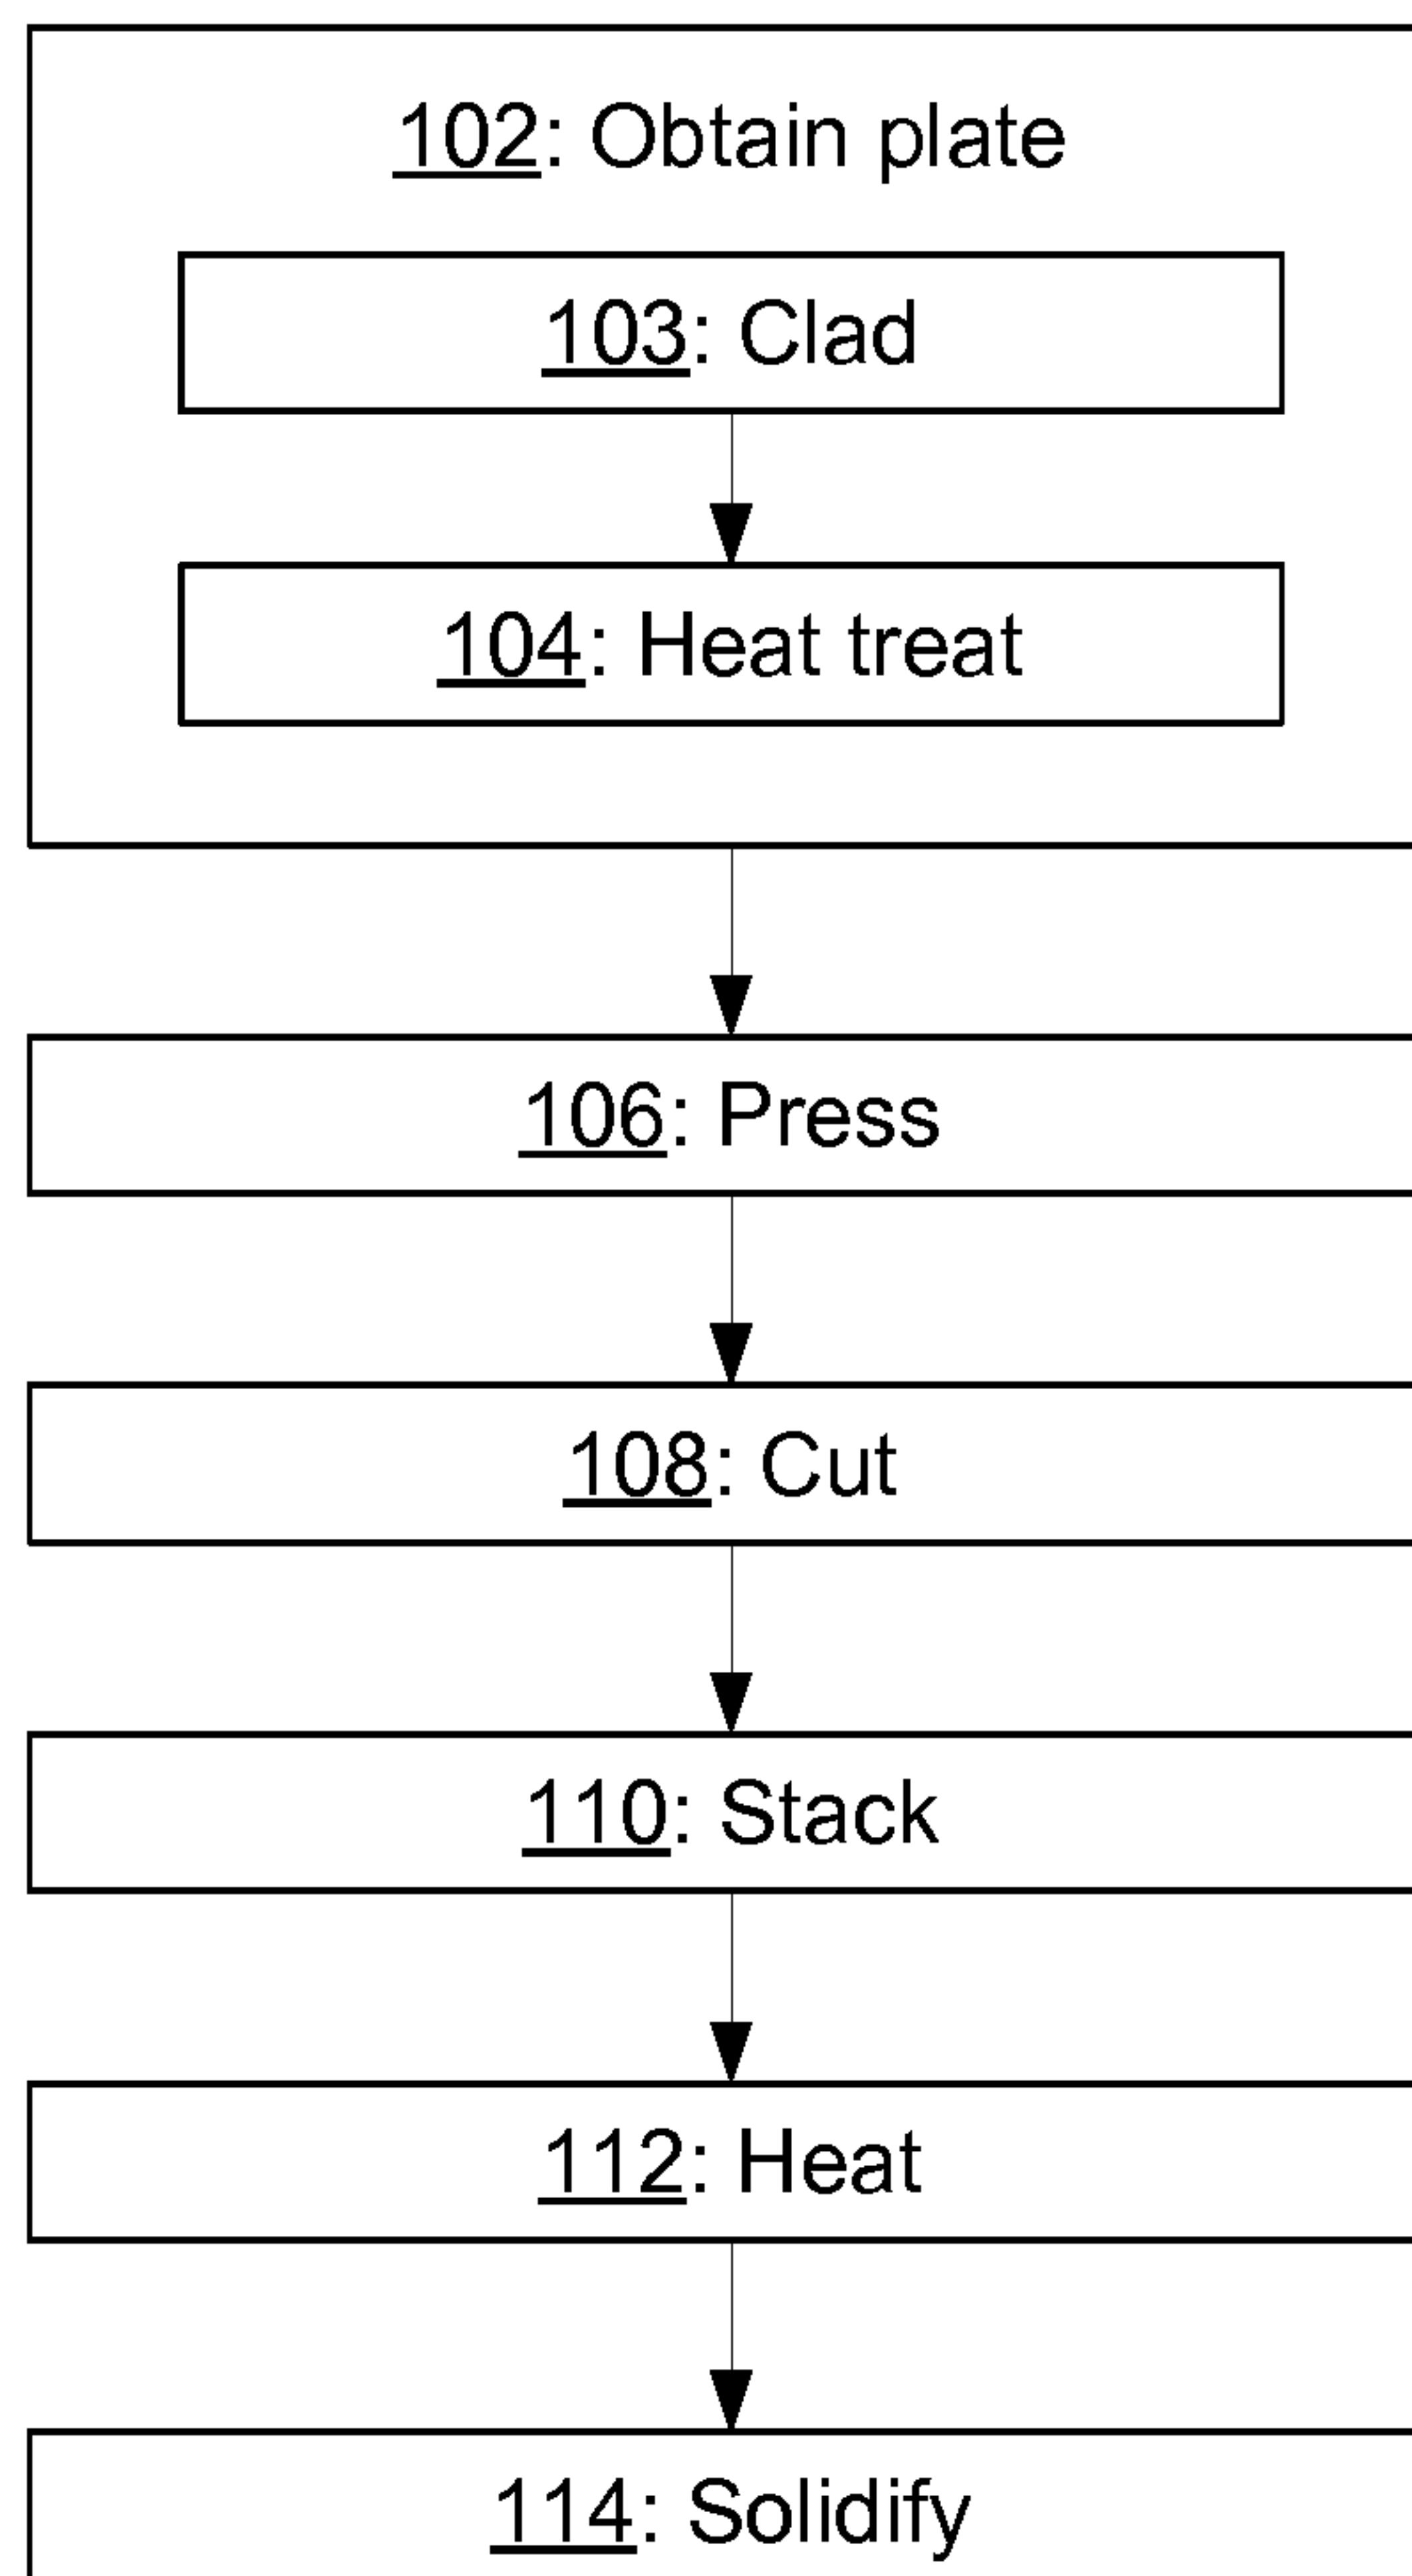 102: Obtain plate
103: Clad
104: Heat treat
106: Press
108: Cut
110: Stack
112: Heat
114: Solidify